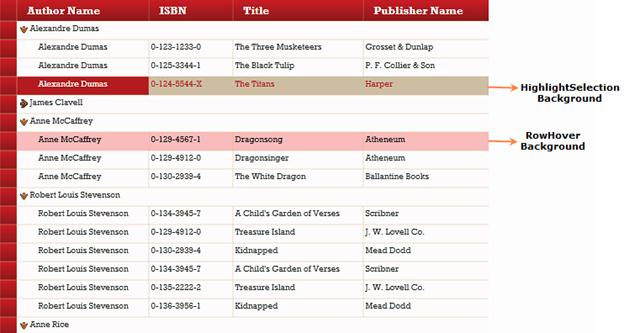 Author Name ISBN Title Publisher Name
Alexandre Dumas
Alexandre Dumas 0-123-1233-0 The Three Musketeers Grosset & Dunlap
Alexandre Dumas 0-125-3344-1 The Black Tulip P. F. Collier & Son
Alexandre Dumas 0-124-5544-X The Titans Harper
HighlightSelection
Background
James Clavell
Anne McCaffrey
Anne McCaffrey 0-129-4567-1 Dragonsong Atheneum
RowHover
Background
Anne McCaffrey 0-129-4912-0 Dragonsinger Atheneum
Anne McCaffrey 0-130-2939-4 The White Dragon Ballantine Books
Robert Louis Stevenson
Robert Louis Stevenson 0-134-3945-7 A Child's Garden of Verses Scribner
Robert Louis Stevenson 0-129-4912-0 Treasure Island J. W. Lovell Co.
Robert Louis Stevenson 0-130-2939-4 Kidnapped Mead Dodd
Robert Louis Stevenson 0-134-3945-7 A Child's Garden of Verses Scribner
Robert Louis Stevenson 0-135-2222-2 Treasure Island J. W. Lovell Co.
Robert Louis Stevenson 0-136-3956-1 Kidnapped Mead Dodd
Anne Rice